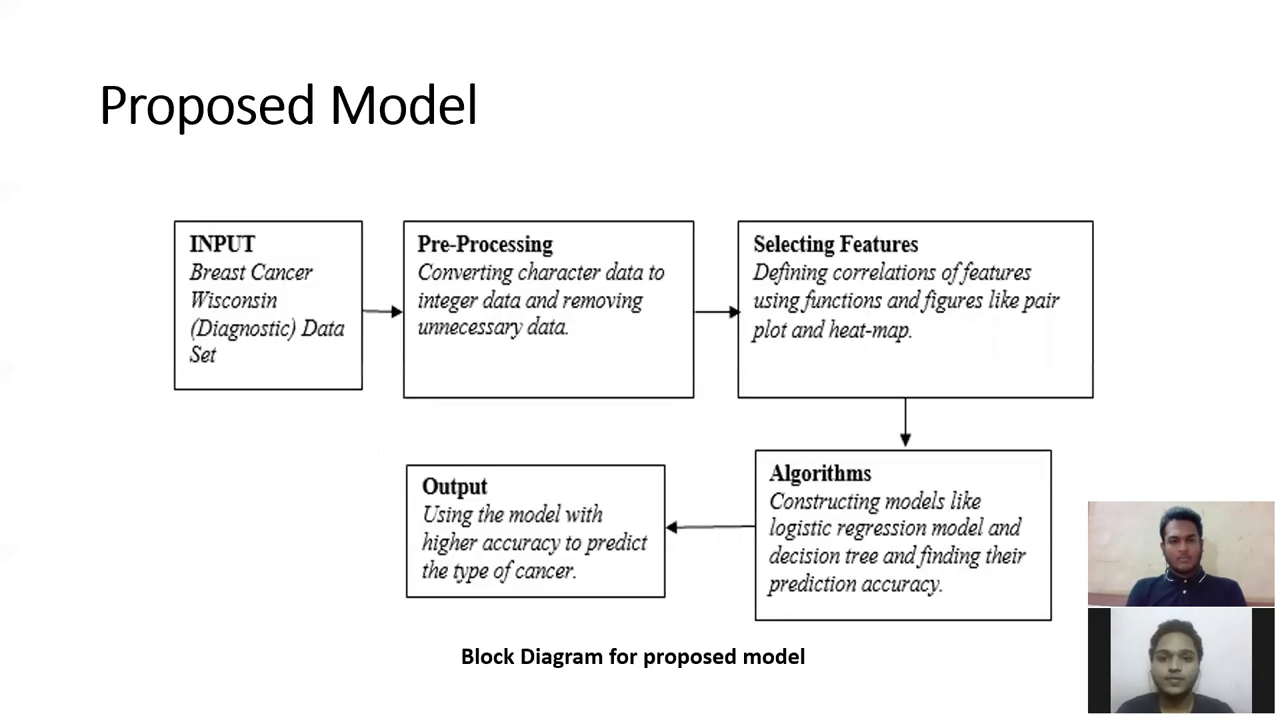 Proposed Model
INPUT
Breast Cancer
Wisconsin
(Diagnostic) Data
Set
Pre-Processing
Converting character data to
integer data and removing
unnecessary data.
Selecting Features
Defining correlations of features
using functions and figures like pair
plot and heat-map.
Algorithms
Constructing models like
logistic regression model and
decision tree and finding their
prediction accuracy.
Output
Using the model with
higher accuracy to predict
the type of cancer.
Block Diagram for proposed model